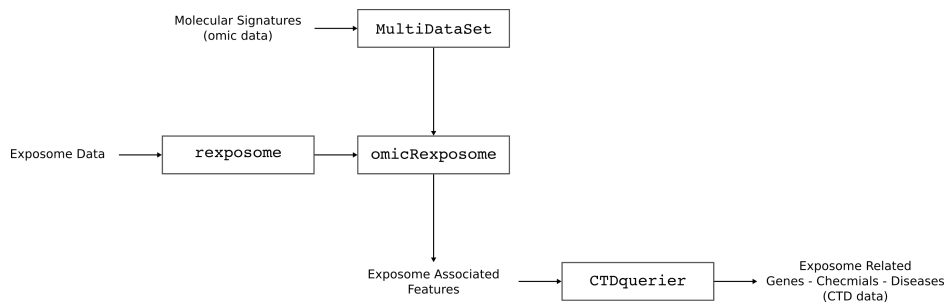 Molecular Signatures
(omic data)
MultiDataSet
Exposome Data
rexposome
omicRexposome
Exposome Associated
Features
CTDquerier
Exposome Related
Genes - Checmials - Diseases
(CTD data)